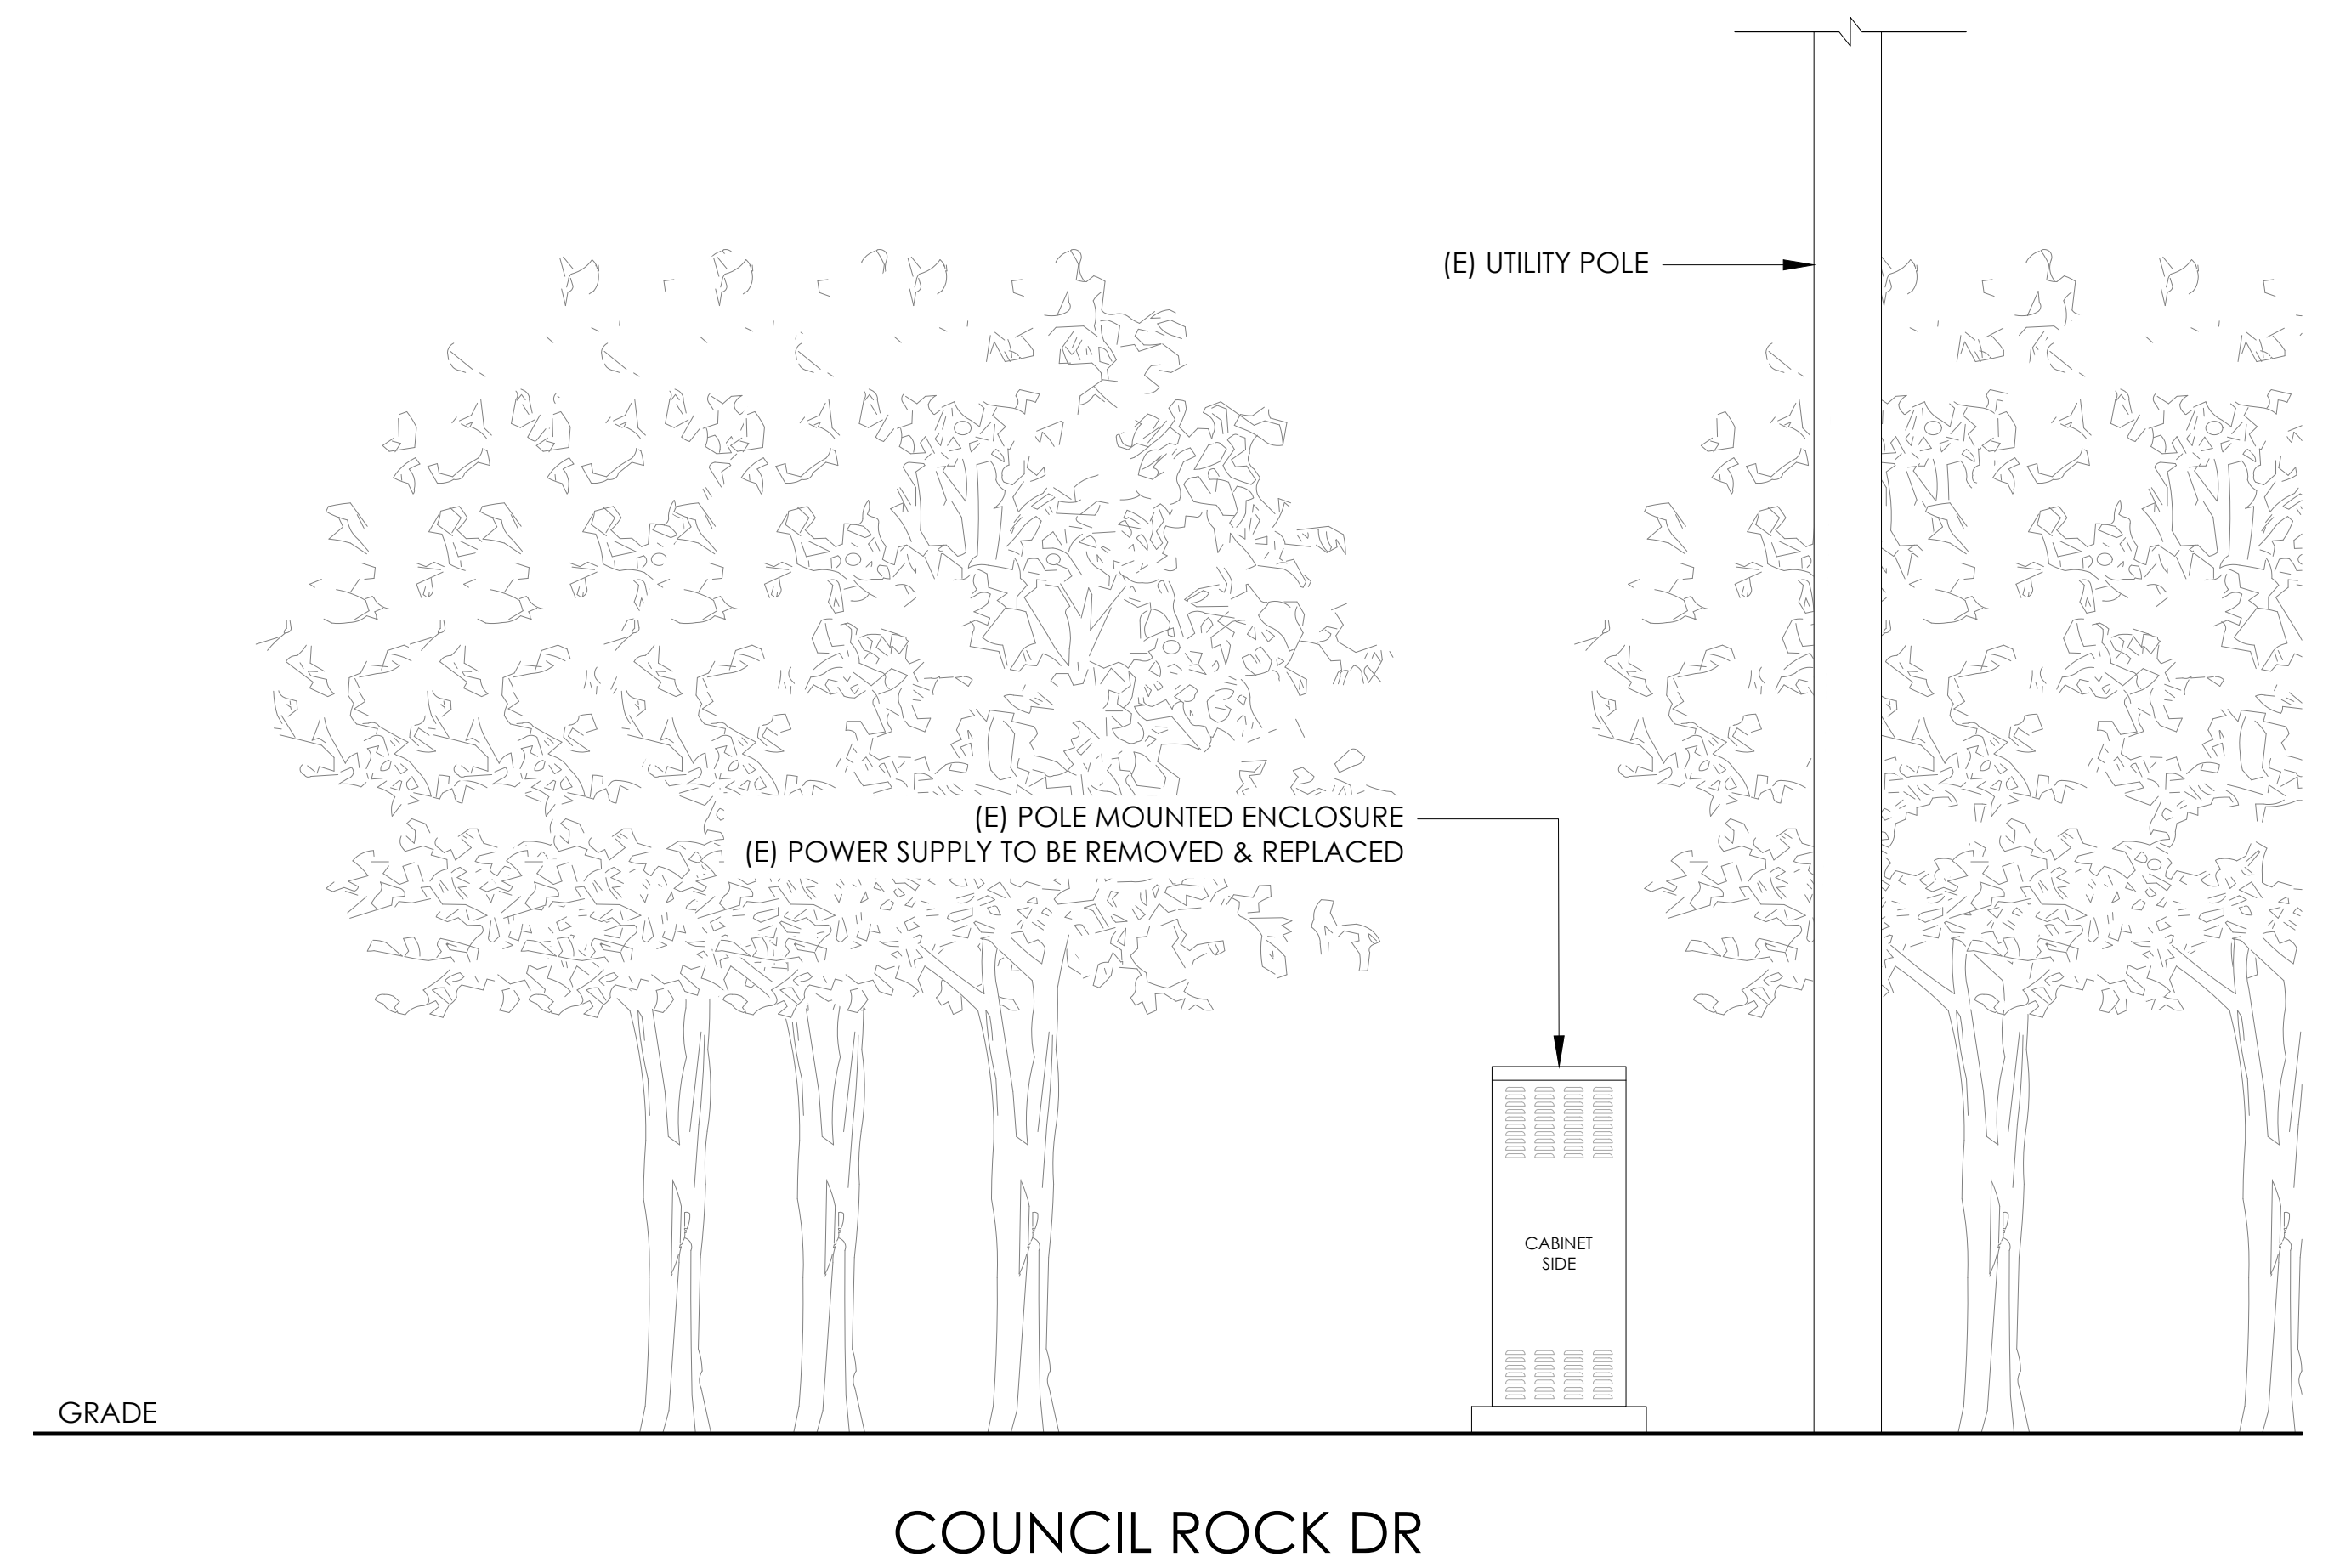 (E) UTILITY POLE
(E) POLE MOUNTED ENCLOSURE
(E) POWER SUPPLY TO BE REMOVED & REPLACED
CABINET
SIDE
GRADE
COUNCIL ROCK DR